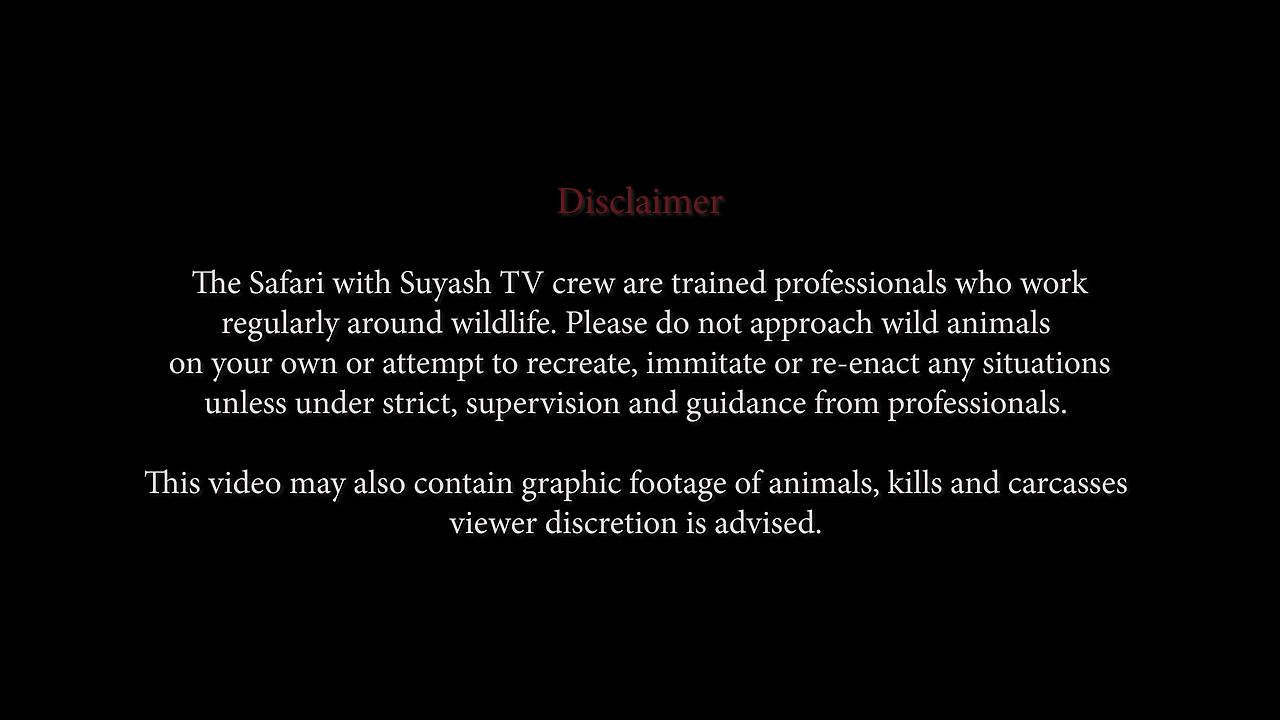 Disclaimer
The Safari with Suyash TV crew are trained professionals who work
regularly around wildlife. Please do not approach wild animals
on your own or attempt to recreate, immitate or re-enact any situations
unless under strict, supervision and guidance from professionals.
This video may also contain graphic footage of animals, kills and carcasses
viewer discretion is advised.